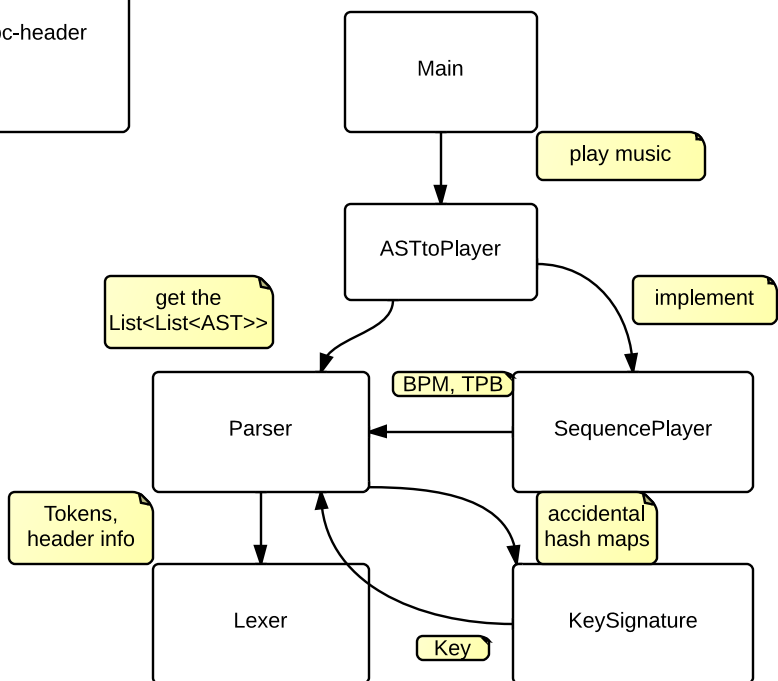 c-header
Main
play music
ASTtoPlayer
get the
List<List<AST>>
implement
BPM, TPB
Parser
SequencePlayer
Tokens,
header info
accidental
hash maps
Lexer
KeySignature
Key